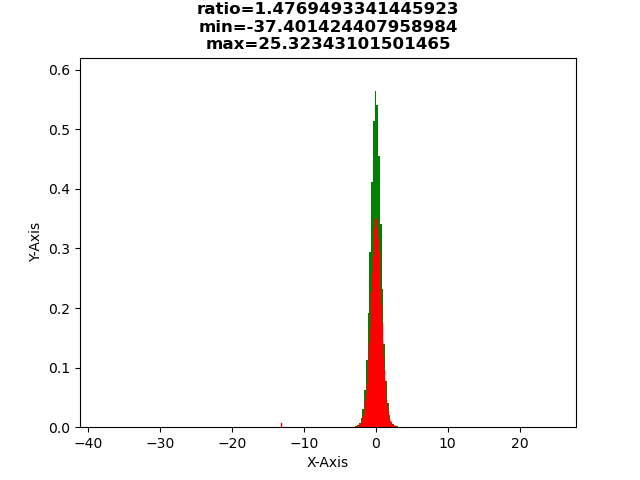 ratio=1.4769493341445923
min=-37.401424407958984
max=25.32343101501465
0.6
0.5
0.4
0.3
0.2
0.1
0.0
Y-Axis
−40 −30 −20 −10 0 10 20
X-Axis